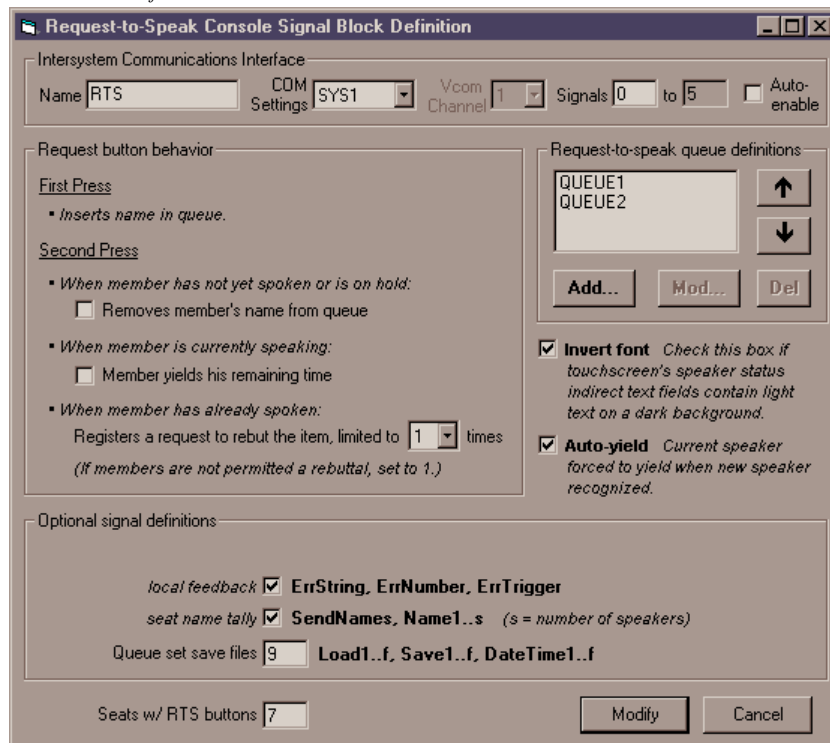 Request-to-Speak Console Signal Block Definition
Intersystem Communications Interface
Name RTS COM Settings SYS1 Vcom Channel 1 Signals 0 to 5 Auto-enable
Request button behavior
First Press
• Inserts name in queue.
Second Press
• When member has not yet spoken or is on hold:
Removes member's name from queue
• When member is currently speaking:
Member yields his remaining time
• When member has already spoken:
Registers a request to rebut the item, limited to 1 times
(If members are not permitted a rebuttal, set to 1.)
Request-to-speak queue definitions
QUEUE1
QUEUE2
Add... Mod... Del
Invert font Check this box if
touchscreen's speaker status
indirect text fields contain light
text on a dark background.
Auto-yield Current speaker
forced to yield when new speaker
recognized.
Optional signal definitions
local feedback ErrString, ErrNumber, ErrTrigger
seat name tally SendNames, Name1..s (s = number of speakers)
Queue set save files 9 Load1..f, Save1..f, DateTime1..f
Seats w/ RTS buttons 7 Modify Cancel